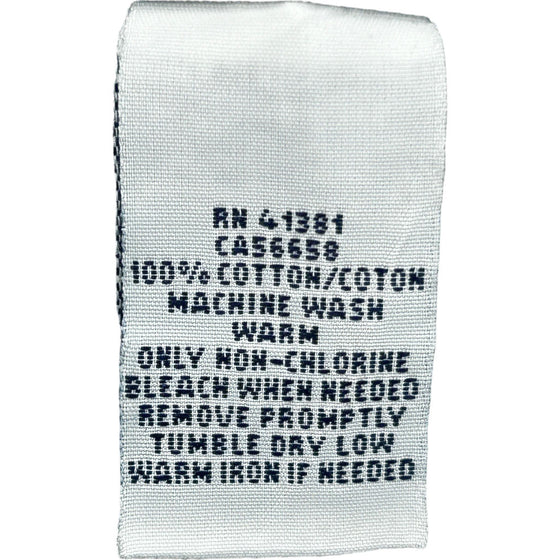 RN 41381
CA56658
100% COTTON/COTON
MACHINE WASH
WARM
ONLY NON-CHLORINE
BLEACH WHEN NEEDED
REMOVE PROMPTLY
TUMBLE DRY LOW
WARM IRON IF NEEDED